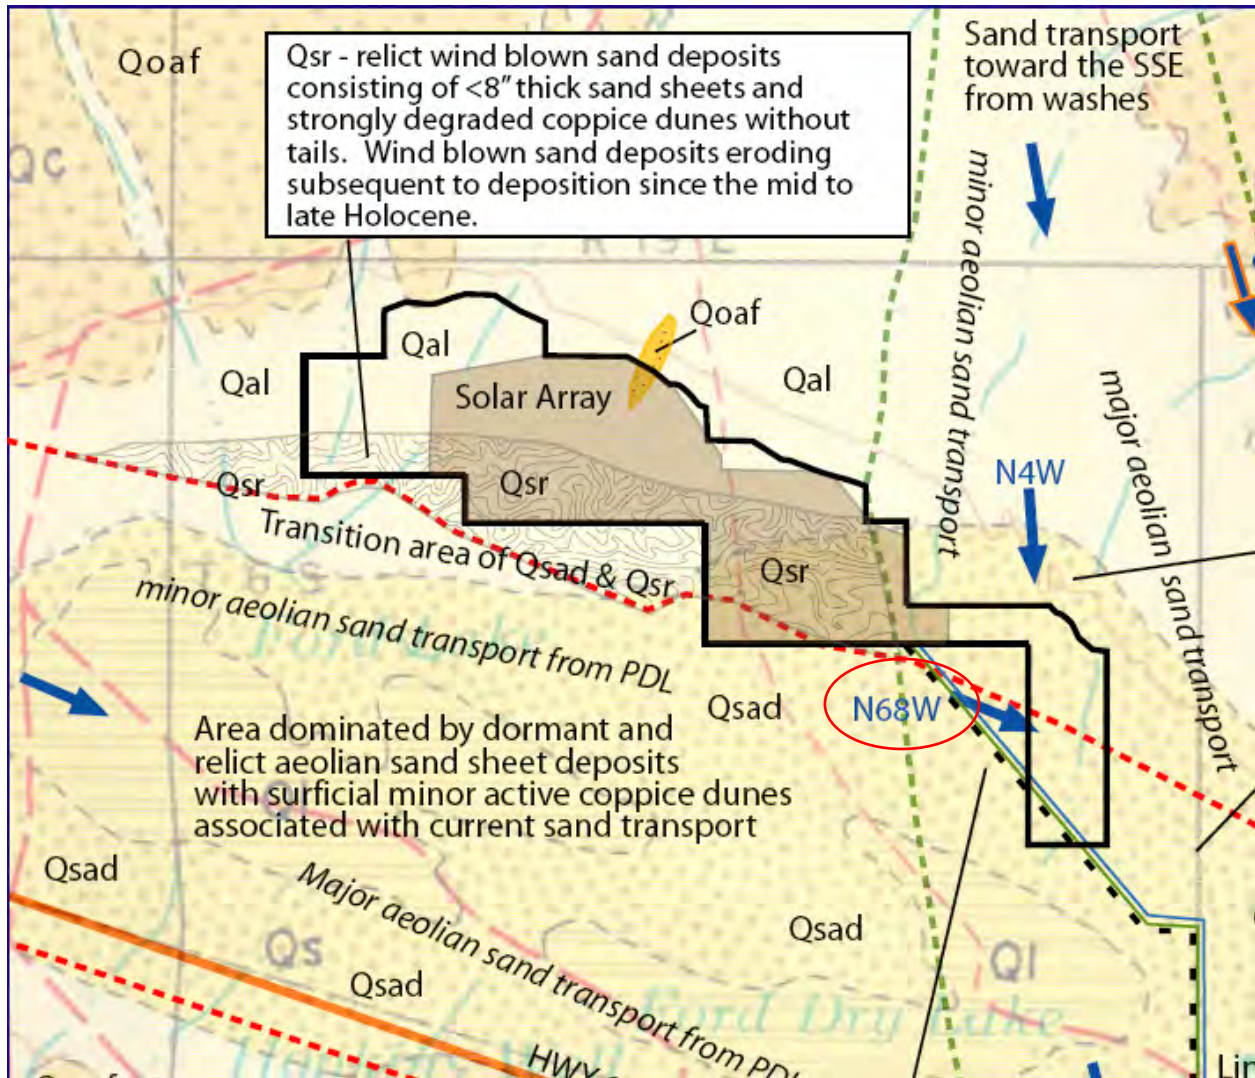 Qoaf
Qsr - relict wind blown sand deposits
consisting of <8" thick sand sheets and
strongly degraded coppice dunes without
tails. Wind blown sand deposits eroding
subsequent to deposition since the mid to
late Holocene.
Sand transport
toward the SSE
from washes
Qc
minor aeolian sand transport
major aeolian sand transport
Qoaf
Qal
Qal
Qal
Solar Array
N4W
Qsr
Qsr
Qsr
Transition area of Qsad & Qsr
minor aeolian sand transport from PDL
Qsad
N68W
Area dominated by dormant and
relict aeolian sand sheet deposits
with surficial minor active coppice dunes
associated with current sand transport
Qsad
Major aeolian sand transport from PDL
Qsad
Qs
Qsad
Ql
Ford Dry Lake
HWY
Lin